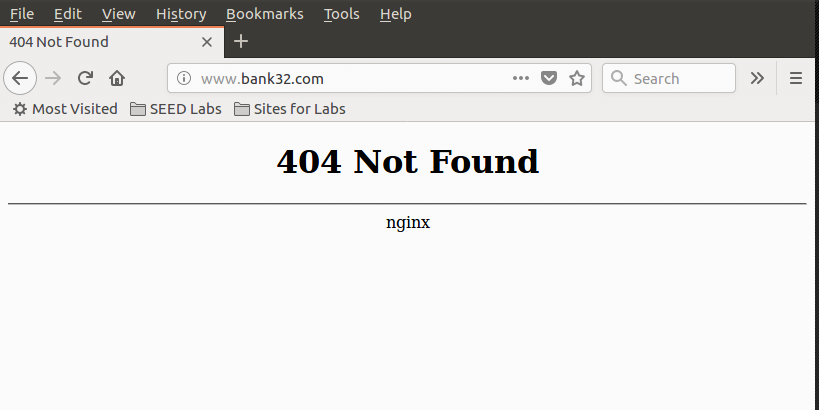 File Edit View History Bookmarks Tools Help
404 Not Found
www.bank32.com Search
Most Visited SEED Labs Sites for Labs
404 Not Found
nginx